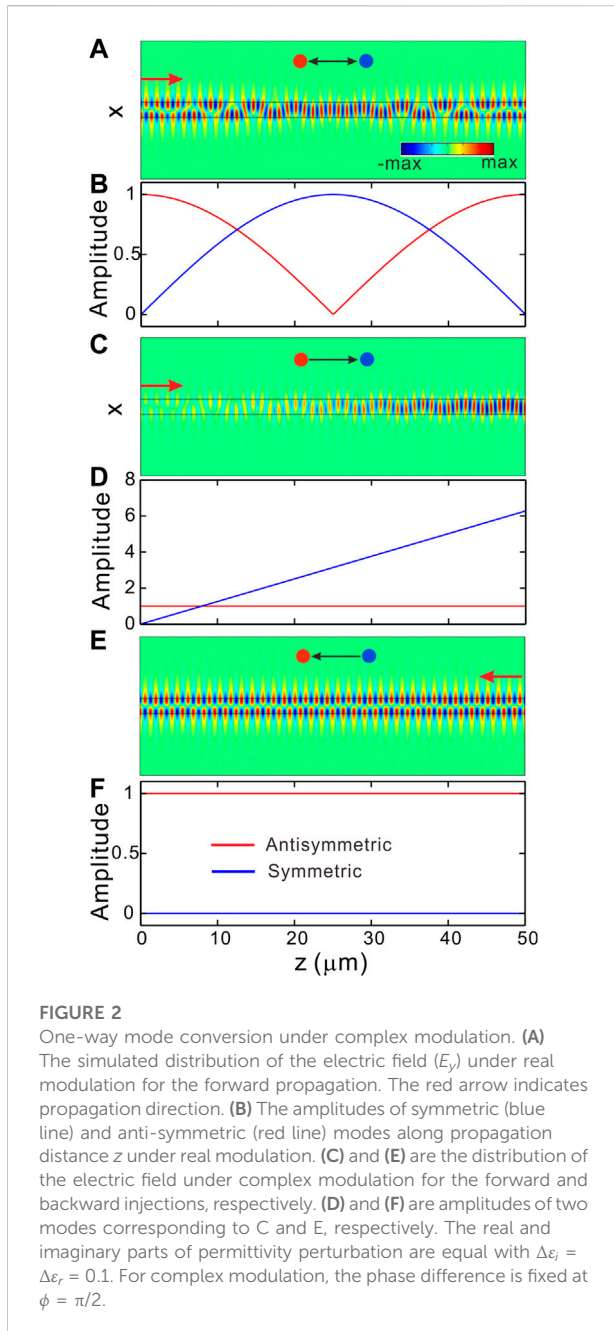 A
x
-max max
B
Amplitude
1
0.5
0
C
x
D
Amplitude
8
6
4
2
0
E
F
Amplitude
1
0.5
0
Antisymmetric
Symmetric
0 10 20 30 40 50
z (μm)
FIGURE 2
One-way mode conversion under complex modulation. (A)
The simulated distribution of the electric field (Ey) under real
modulation for the forward propagation. The red arrow indicates
propagation direction. (B) The amplitudes of symmetric (blue
line) and anti-symmetric (red line) modes along propagation
distance z under real modulation. (C) and (E) are the distribution of
the electric field under complex modulation for the forward and
backward injections, respectively. (D) and (F) are amplitudes of two
modes corresponding to C and E, respectively. The real and
imaginary parts of permittivity perturbation are equal with Δεi =
Δεr = 0.1. For complex modulation, the phase difference is fixed at
ϕ = π/2.